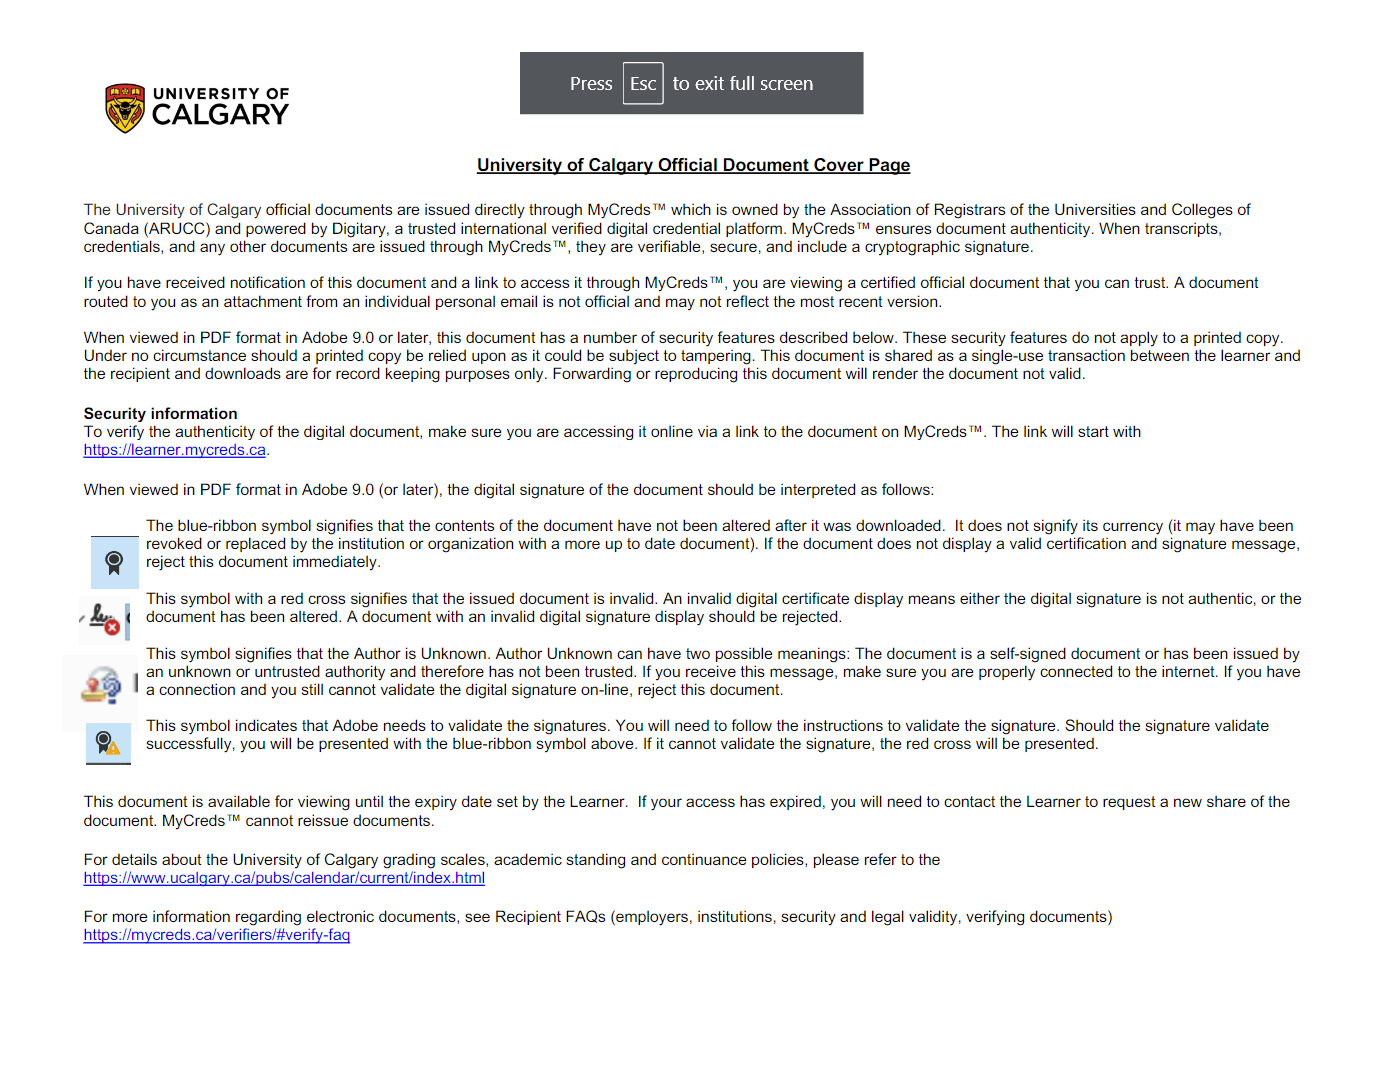 UNIVERSITY OF
CALGARY
Press Esc to exit full screen
University of Calgary Official Document Cover Page
The University of Calgary official documents are issued directly through MyCreds™ which is owned by the Association of Registrars of the Universities and Colleges of
Canada (ARUCC) and powered by Digitary, a trusted international verified digital credential platform. MyCreds™ ensures document authenticity. When transcripts,
credentials, and any other documents are issued through MyCreds™, they are verifiable, secure, and include a cryptographic signature.
If you have received notification of this document and a link to access it through MyCreds™, you are viewing a certified official document that you can trust. A document
routed to you as an attachment from an individual personal email is not official and may not reflect the most recent version.
When viewed in PDF format in Adobe 9.0 or later, this document has a number of security features described below. These security features do not apply to a printed copy.
Under no circumstance should a printed copy be relied upon as it could be subject to tampering. This document is shared as a single-use transaction between the learner and
the recipient and downloads are for record keeping purposes only. Forwarding or reproducing this document will render the document not valid.
Security information
To verify the authenticity of the digital document, make sure you are accessing it online via a link to the document on MyCreds™. The link will start with
https://learner.mycreds.ca.
When viewed in PDF format in Adobe 9.0 (or later), the digital signature of the document should be interpreted as follows:
The blue-ribbon symbol signifies that the contents of the document have not been altered after it was downloaded. It does not signify its currency (it may have been
revoked or replaced by the institution or organization with a more up to date document). If the document does not display a valid certification and signature message,
reject this document immediately.
This symbol with a red cross signifies that the issued document is invalid. An invalid digital certificate display means either the digital signature is not authentic, or the
document has been altered. A document with an invalid digital signature display should be rejected.
This symbol signifies that the Author is Unknown. Author Unknown can have two possible meanings: The document is a self-signed document or has been issued by
an unknown or untrusted authority and therefore has not been trusted. If you receive this message, make sure you are properly connected to the internet. If you have
a connection and you still cannot validate the digital signature on-line, reject this document.
This symbol indicates that Adobe needs to validate the signatures. You will need to follow the instructions to validate the signature. Should the signature validate
successfully, you will be presented with the blue-ribbon symbol above. If it cannot validate the signature, the red cross will be presented.
This document is available for viewing until the expiry date set by the Learner. If your access has expired, you will need to contact the Learner to request a new share of the
document. MyCreds™ cannot reissue documents.
For details about the University of Calgary grading scales, academic standing and continuance policies, please refer to the
https://www.ucalgary.ca/pubs/calendar/current/index.html
For more information regarding electronic documents, see Recipient FAQs (employers, institutions, security and legal validity, verifying documents)
https://mycreds.ca/verifiers/#verify-faq